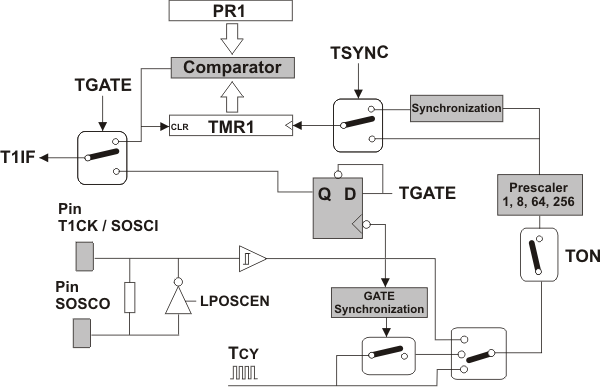 PR1
Comparator
TSYNC
TGATE
Synchronization
CLR
TMR1
T1IF
Prescaler
1, 8, 64, 256
Q D
TGATE
Pin
T1CK / SOSCI
TON
Pin
SOSCO
LPOSCEN
GATE
Synchronization
TCY